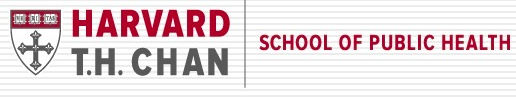 HARVARD
T.H. CHAN
SCHOOL OF PUBLIC HEALTH